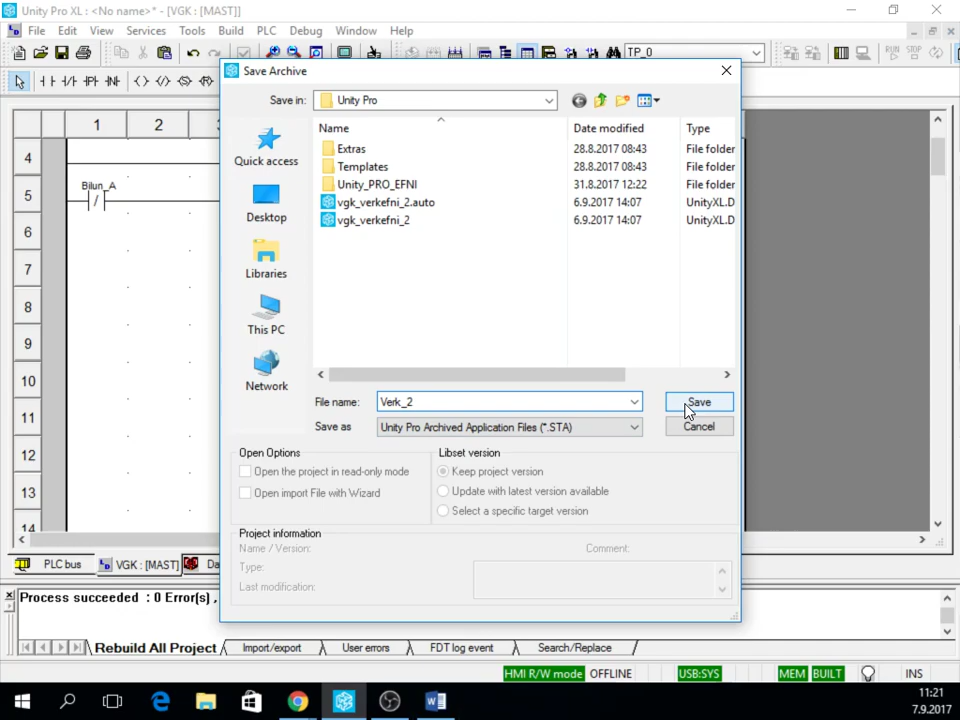 Unity Pro XL : <No name>* - [VGK : [MAST]]
File Edit View Services Tools Build PLC Debug Window Help
TP_0
RUN STOP
Save Archive
Save in: Unity Pro
1 2
Name Date modified Type
4
Extras 28.8.2017 08:43 File folder
Quick access
Templates 28.8.2017 08:43 File folder
Bilun_A
Unity_PRO_EFNI 31.8.2017 12:22 File folder
5
vgk_verkefni_2.auto 6.9.2017 14:07 UnityXL.D
Desktop
vgk_verkefni_2 6.9.2017 14:07 UnityXL.D
6
7
Libraries
8
This PC
9
10
Network
11
File name: Verk_2 Save
Save as Unity Pro Archived Application Files (*.STA) Cancel
12
Open Options Libset version
Open the project in read-only mode Keep project version
13
Open import File with Wizard Update with latest version available
Select a specific target version
14
Project information
Name / Version: Comment:
PLC bus VGK : [MAST] Da
Type:
Last modification:
Process succeeded : 0 Error(s) ,
Rebuild All Project Import/export User errors FDT log event Search/Replace
HMI R/W mode OFFLINE USB:SYS MEM BUILT INS
11:21
7.9.2017